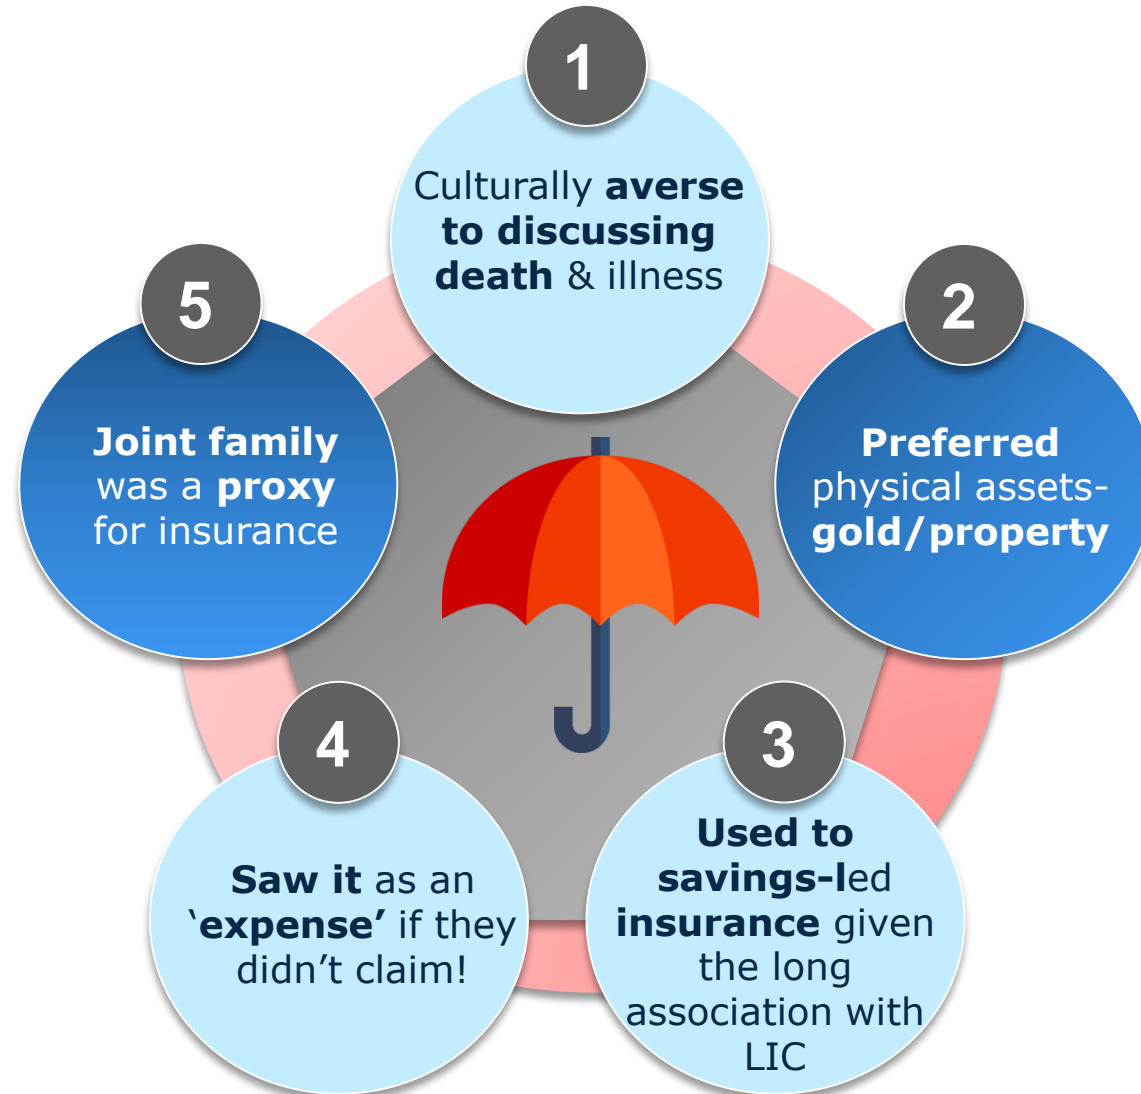 1
Culturally averse
to discussing
death & illness
2
Preferred
physical assets-
gold/property
3
Used to
savings-led
insurance given
the long
association with
LIC
4
Saw it as an
‘expense’ if they
didn’t claim!
5
Joint family
was a proxy
for insurance